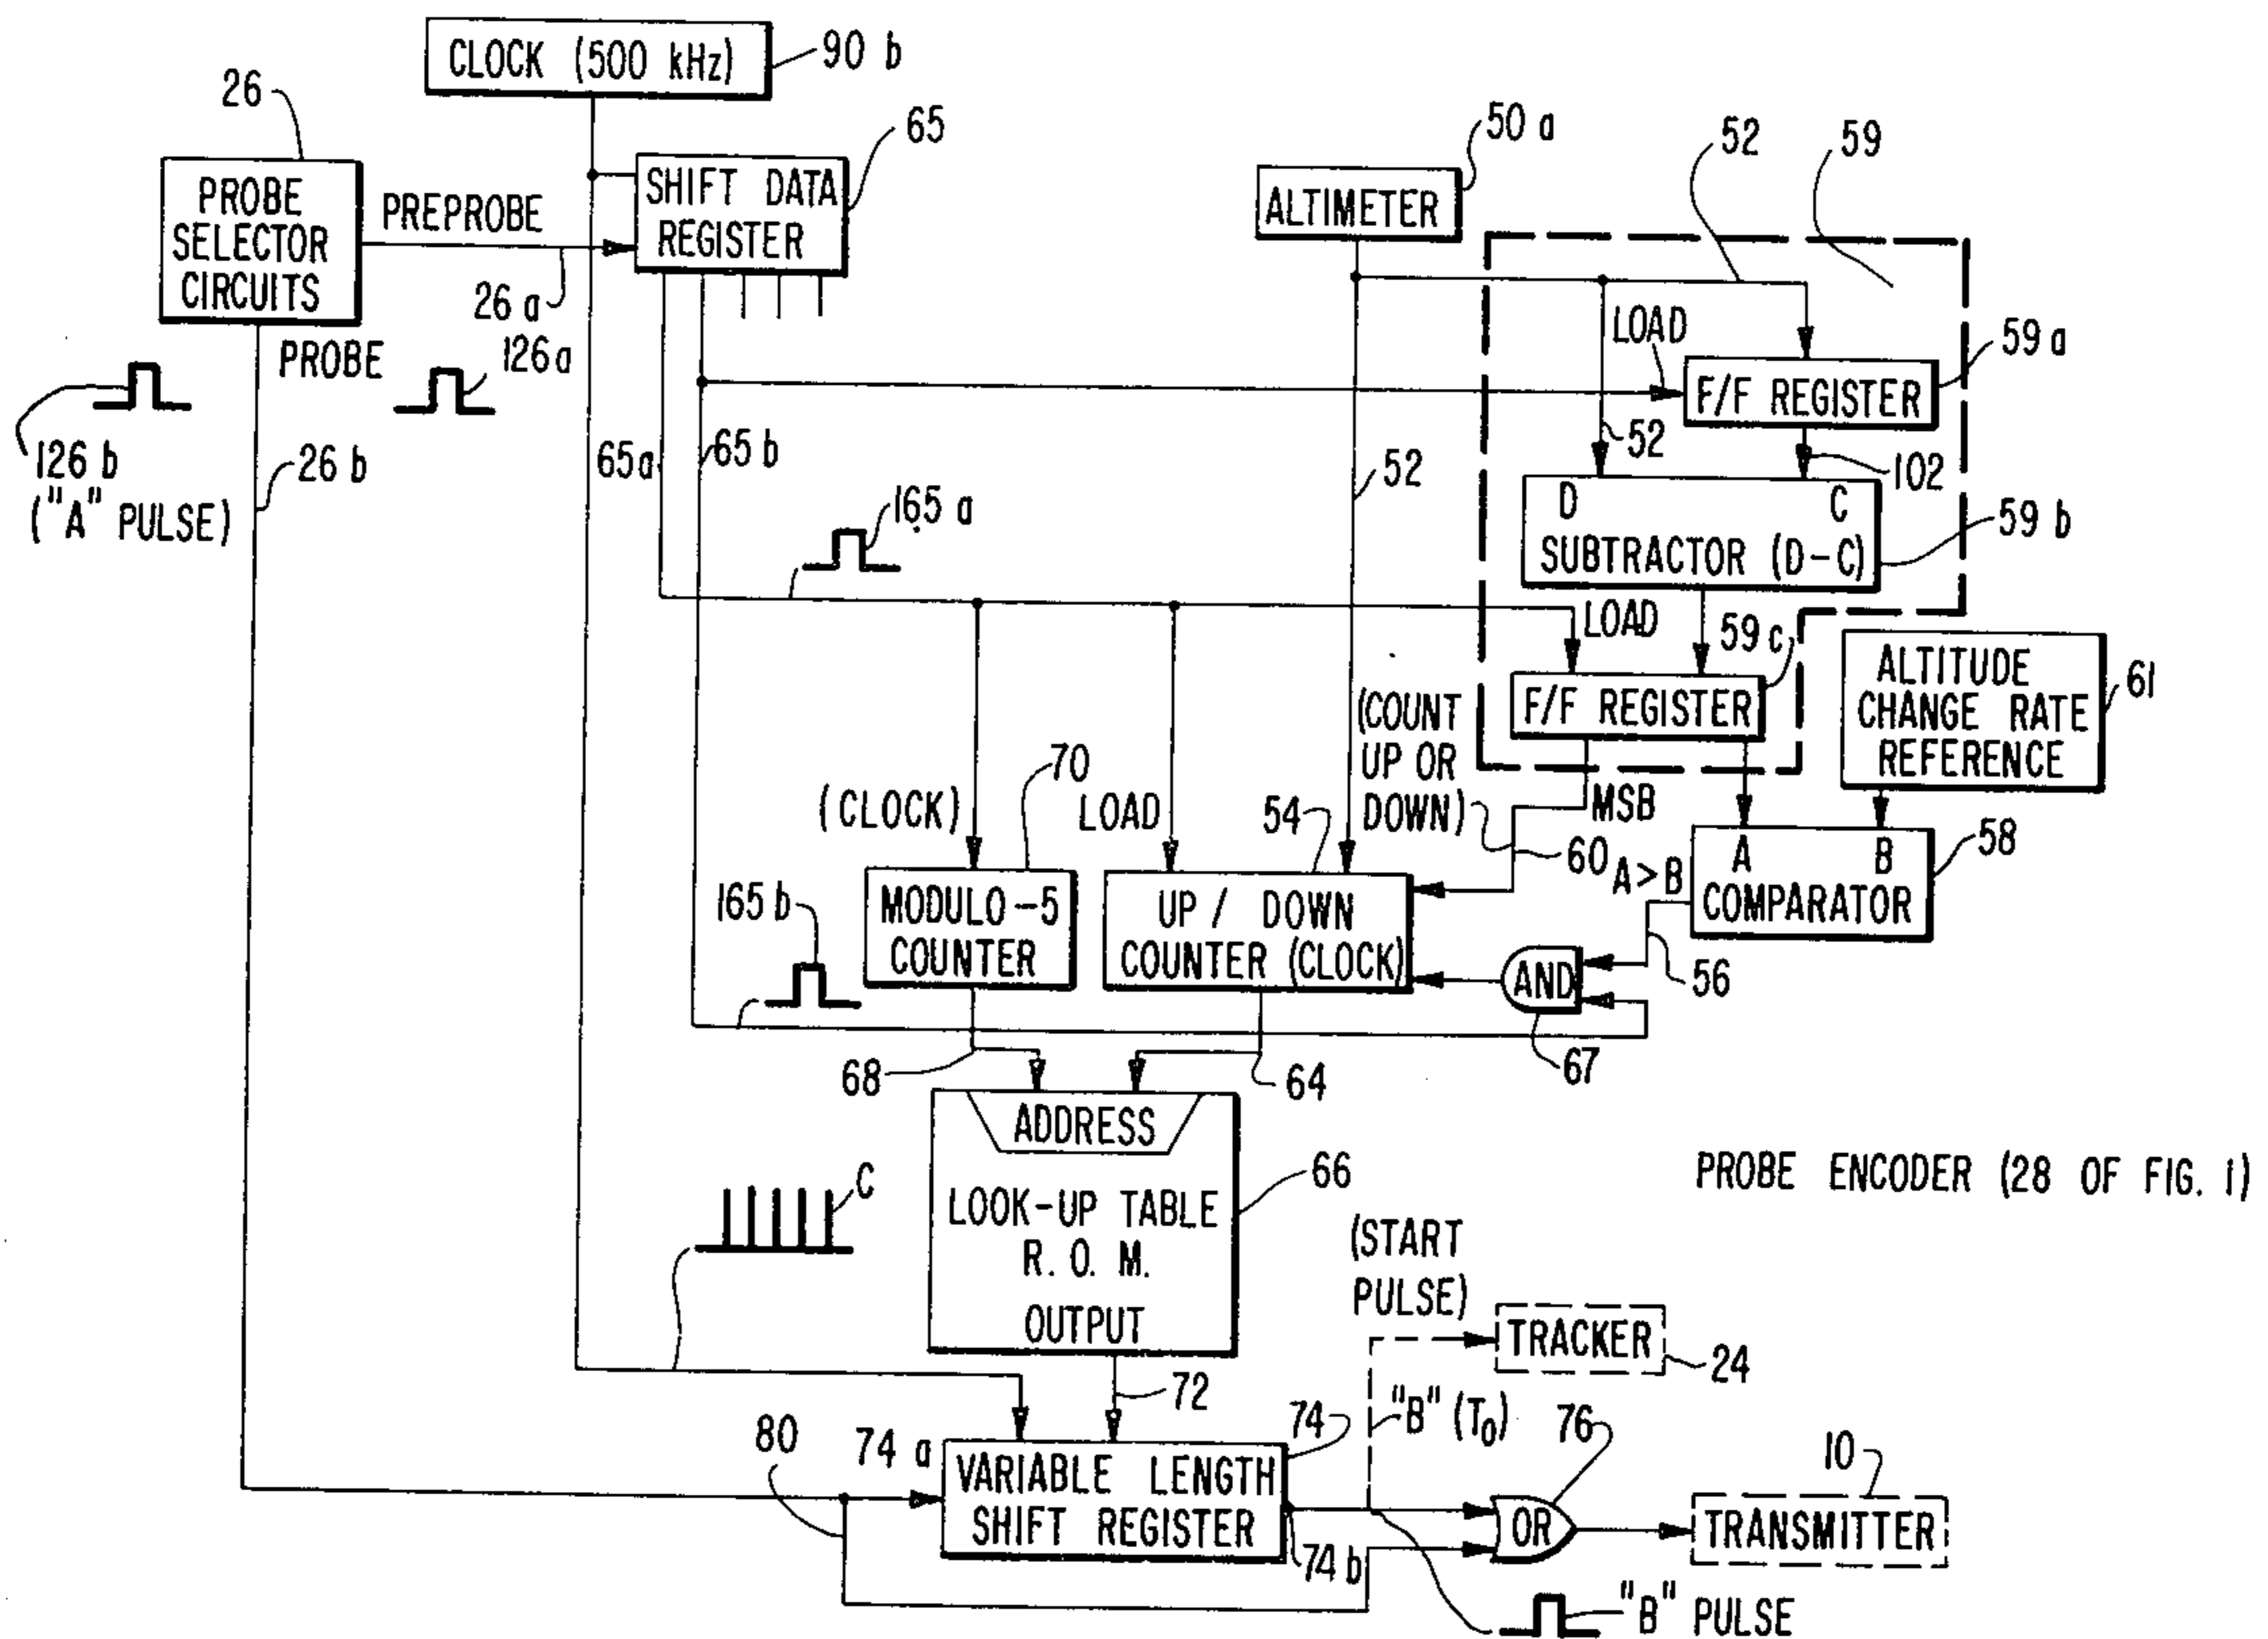 CLOCK (500 kHz)
90 b
26
65
PROBE
SELECTOR
CIRCUITS
PREPROBE
SHIFT DATA
REGISTER
26 a
PROBE
126 a
126 b
("A" PULSE)
26 b
65a
65 b
165 a
50 a
ALTIMETER
52
59
LOAD
59 a
F/F REGISTER
52
52
102
D C
SUBTRACTOR (D-C)
59 b
LOAD
59 c
F/F REGISTER
ALTITUDE
CHANGE RATE
REFERENCE
61
(COUNT
UP OR
DOWN)
MSB
60
(CLOCK)
70
LOAD
54
A>B
A B
COMPARATOR
58
165 b
MODULO-5
COUNTER
UP / DOWN
COUNTER (CLOCK)
AND
56
67
68
64
ADDRESS
LOOK-UP TABLE
R. O. M.
OUTPUT
66
C
PROBE ENCODER (28 OF FIG. 1)
(START
PULSE)
TRACKER
24
72
"B" (T0)
80
74 a
74
VARIABLE LENGTH
SHIFT REGISTER
74 b
76
OR
10
TRANSMITTER
"B" PULSE